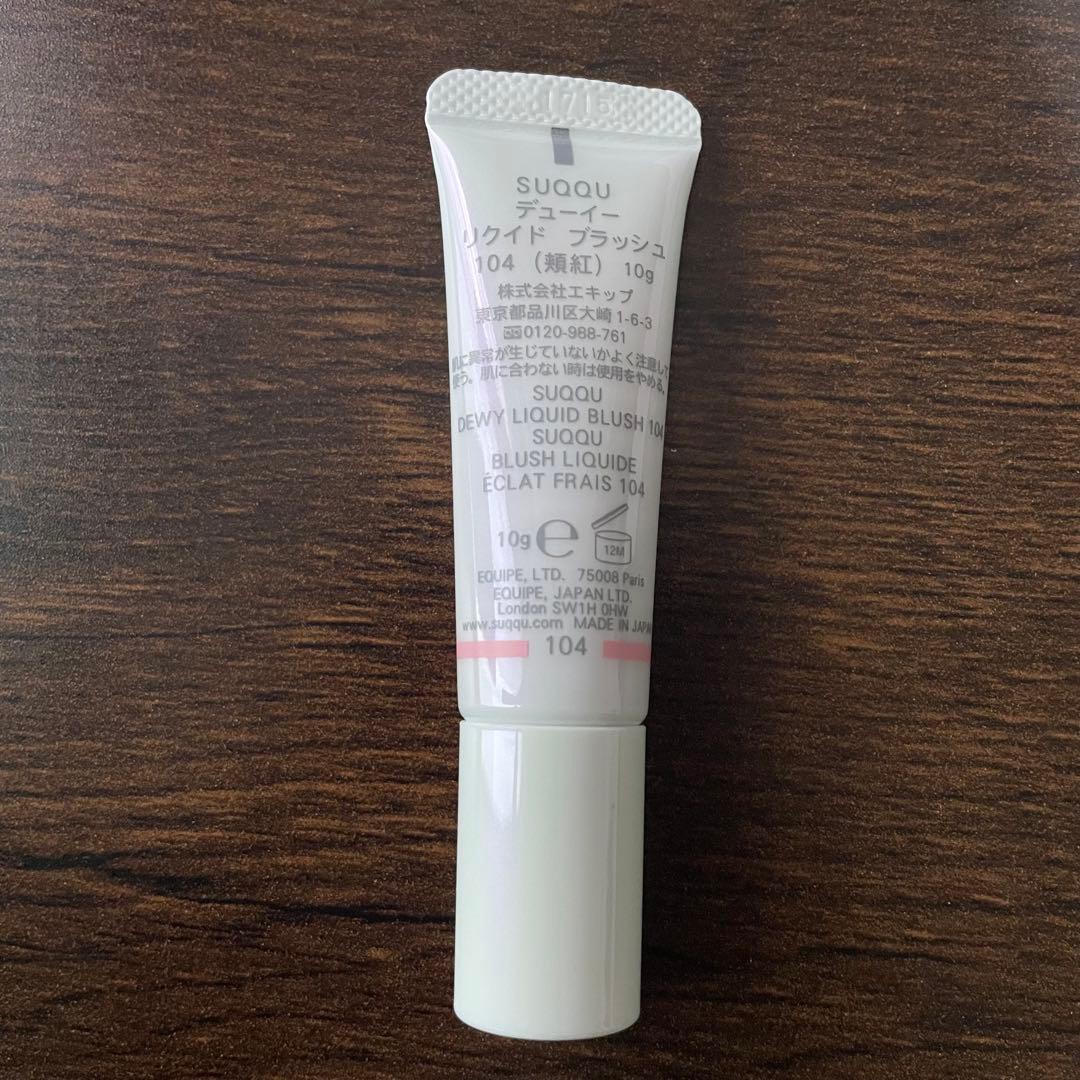 1716
SUQQU
デューイー
リクイド ブラッシュ
104 (頬紅) 10g
株式会社エキップ
東京都品川区大崎1-6-3
0120-988-761
肌に異常が生じていないかよく注意して
使う。肌に合わない時は使用をやめる。
SUQQU
DEWY LIQUID BLUSH 104
SUQQU
BLUSH LIQUIDE
ÉCLAT FRAIS 104
10g e 12M
EQUIPE, LTD. 75008 Paris
EQUIPE, JAPAN LTD.
London SW1H 0HW
www.suqqu.com MADE IN JAPAN
104